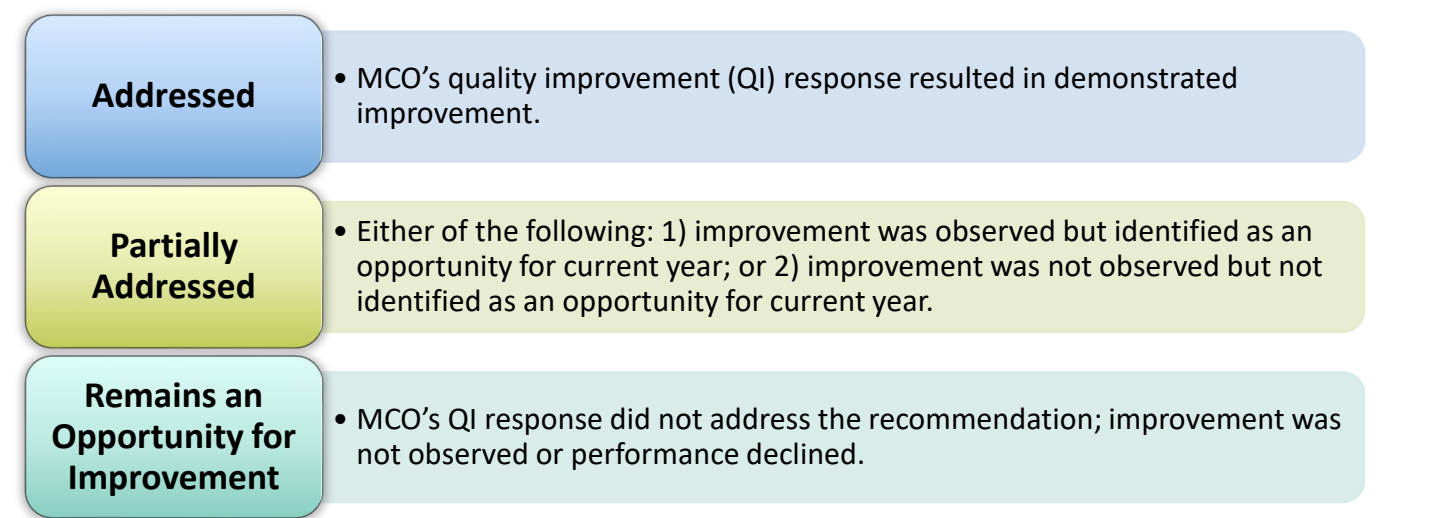 Addressed
• MCO’s quality improvement (QI) response resulted in demonstrated
improvement.
Partially
Addressed
• Either of the following: 1) improvement was observed but identified as an
opportunity for current year; or 2) improvement was not observed but not
identified as an opportunity for current year.
Remains an
Opportunity for
Improvement
• MCO’s QI response did not address the recommendation; improvement was
not observed or performance declined.